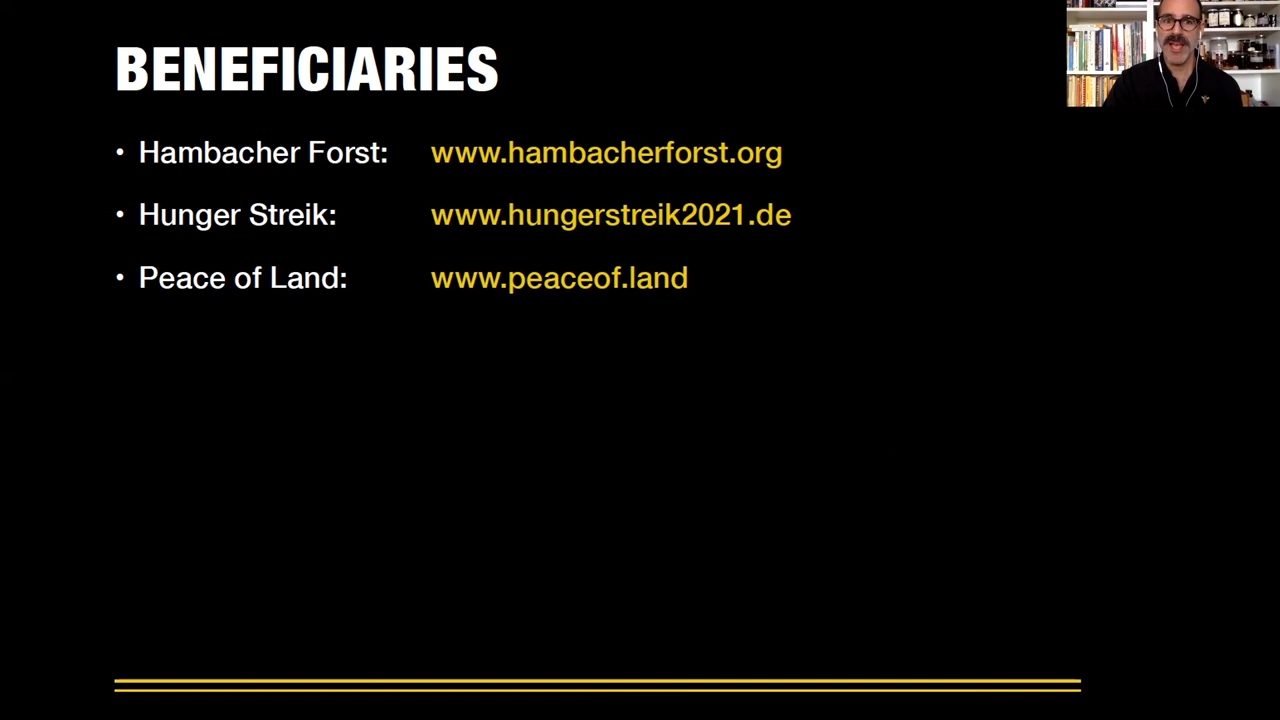 BENEFICIARIES
• Hambacher Forst: www.hambacherforst.org
• Hunger Streik: www.hungerstreik2021.de
• Peace of Land: www.peaceof.land